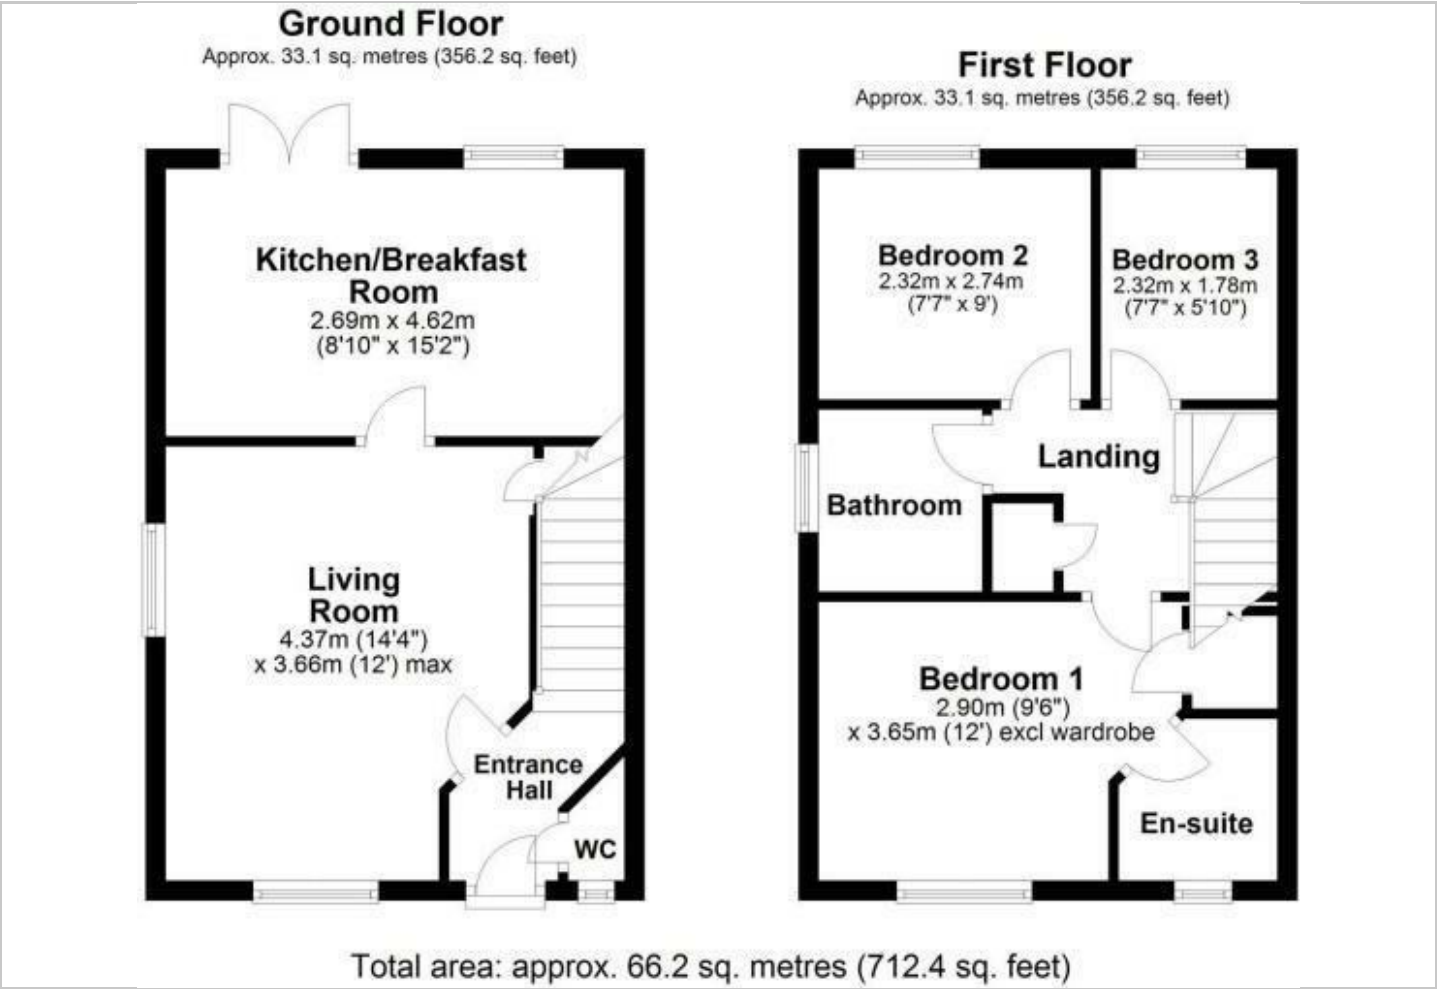 Ground Floor
Approx. 33.1 sq. metres (356.2 sq. feet)
Kitchen/Breakfast
Room
2.69m x 4.62m
(8'10" x 15'2")
Living
Room
4.37m (14'4")
x 3.66m (12') max
Entrance
Hall
WC
First Floor
Approx. 33.1 sq. metres (356.2 sq. feet)
Bedroom 2
2.32m x 2.74m
(7'7" x 9')
Bedroom 3
2.32m x 1.78m
(7'7" x 5'10")
Landing
Bathroom
Bedroom 1
2.90m (9'6")
x 3.65m (12') excl wardrobe
En-suite
Total area: approx. 66.2 sq. metres (712.4 sq. feet)